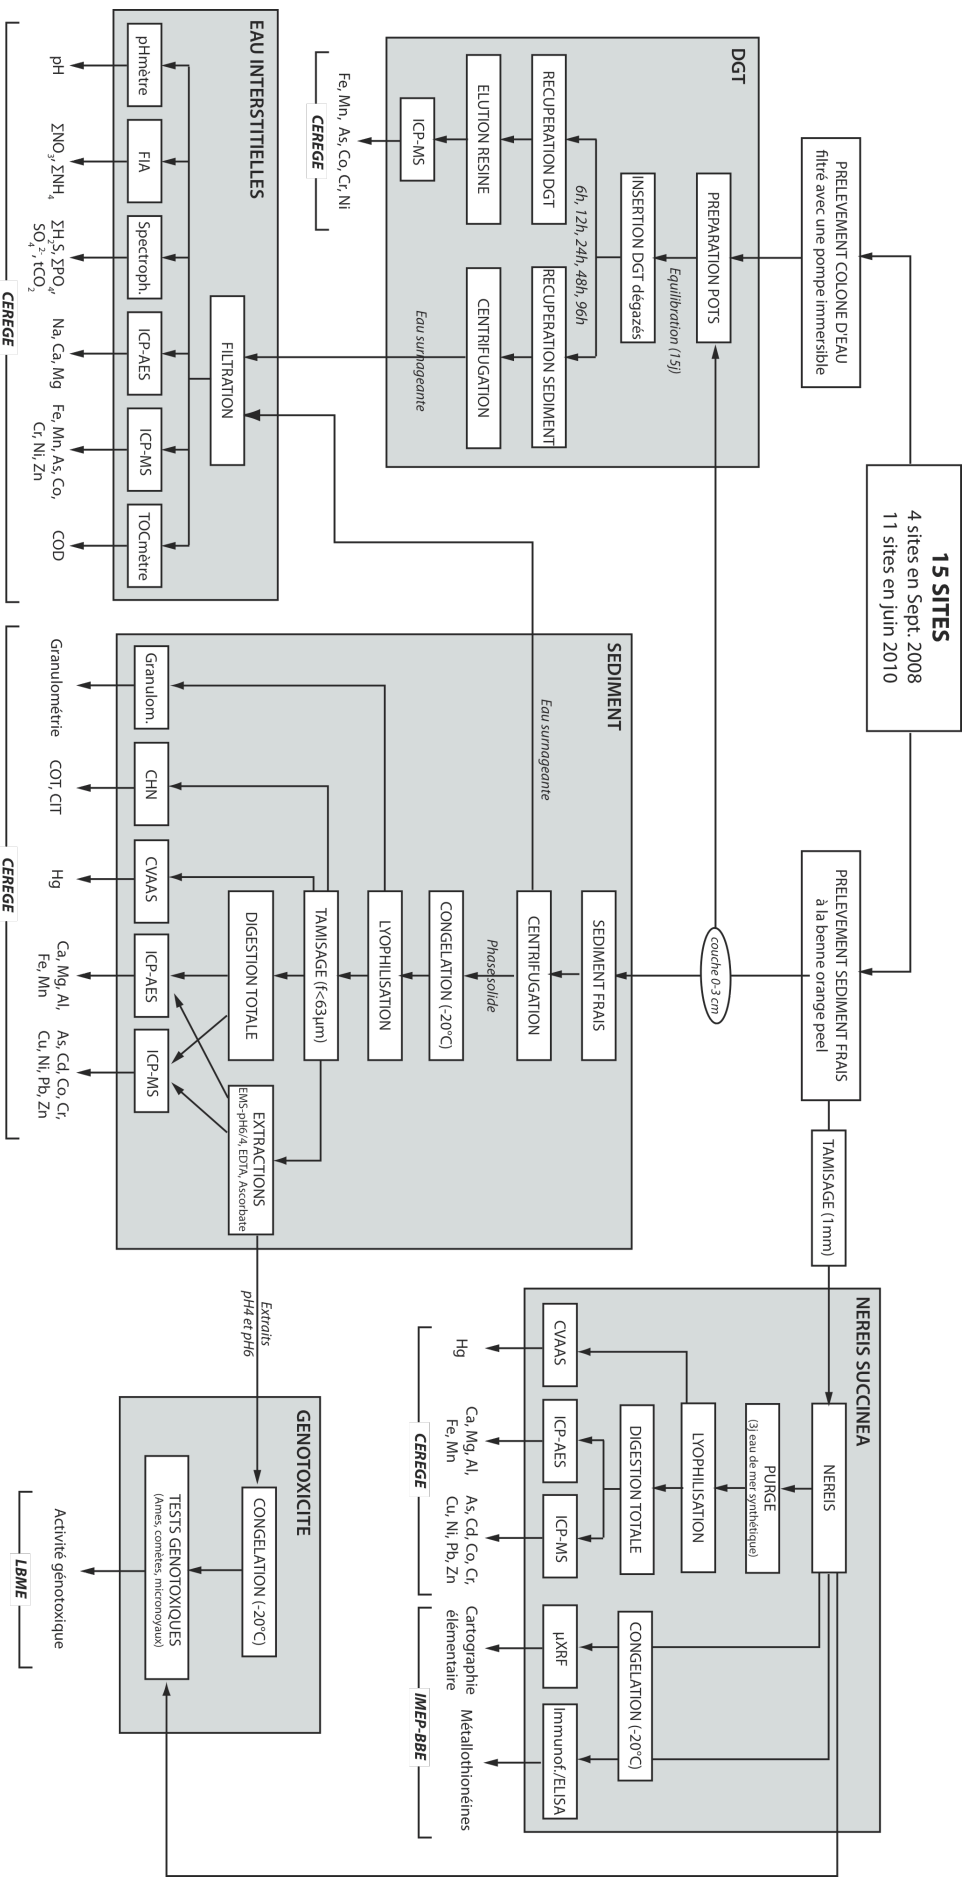 15 SITES
4 sites en Sept. 2008
11 sites en juin 2010
PRELEVEMENT COLONE D'EAU
filtré avec une pompe immersible
PRELEVEMENT SEDIMENT FRAIS
à la benne orange peel
TAMISAGE (1mm)
couche 0-3 cm
DGT
PREPARATION POTS
Equilibration (15j)
INSERTION DGT dégazés
6h, 12h, 24h, 48h, 96h
RECUPERATION DGT
RECUPERATION SEDIMENT
ELUTION RESINE
CENTRIFUGATION
ICP-MS
Eau surnageante
Fe, Mn, As, Co, Cr, Ni
CEREGE
EAU INTERSTITIELLES
FILTRATION
pHmètre
FIA
Spectroph.
ICP-AES
ICP-MS
TOCmètre
pH
ΣNO3, ΣNH4
ΣH2S, ΣPO4,
SO4 2-, tCO2
Na, Ca, Mg
Fe, Mn, As, Co,
Cr, Ni, Zn
COD
CEREGE
SEDIMENT
SEDIMENT FRAIS
CENTRIFUGATION
Eau surnageante
Phase solide
CONGELATION (-20°C)
LYOPHILISATION
TAMISAGE (f<63µm)
DIGESTION TOTALE
EXTRACTIONS
EMS-pH6/4, EDTA, Ascorbate
Granulom.
CHN
CVAAS
ICP-AES
ICP-MS
Granulométrie
COT, CIT
Hg
Ca, Mg, Al,
Fe, Mn
As, Cd, Co, Cr,
Cu, Ni, Pb, Zn
CEREGE
Extraits
pH4 et pH6
NEREIS SUCCINEA
NEREIS
PURGE
(3j eau de mer synthétique)
LYOPHILISATION
DIGESTION TOTALE
CONGELATION (-20°C)
CVAAS
ICP-AES
ICP-MS
µXRF
Immunof./ELISA
Hg
Ca, Mg, Al,
Fe, Mn
As, Cd, Co, Cr,
Cu, Ni, Pb, Zn
Cartographie
élémentaire
Métallothionéines
CEREGE
IMEP-BBE
GENOTOXICITE
CONGELATION (-20°C)
TESTS GENOTOXIQUES
(Ames, comètes, micronoyaux)
Activité génotoxique
LBME